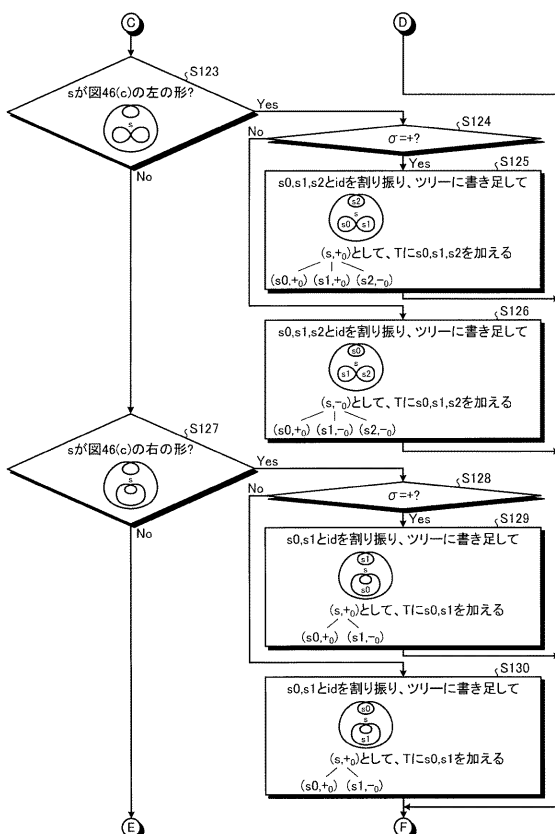 C
D
S123
sが図46(c)の左の形?
s
Yes
No
S124
σ=+?
No
Yes
S125
s0,s1,s2とidを割り振り、ツリーに書き足して
s2
s
s0 s1
(s,+₀)として、Tにs0,s1,s2を加える
(s0,+₀) (s1,+₀) (s2,-₀)
S126
s0,s1,s2とidを割り振り、ツリーに書き足して
s0
s
s1 s2
(s,-₀)として、Tにs0,s1,s2を加える
(s0,+₀) (s1,-₀) (s2,-₀)
S127
sが図46(c)の右の形?
s
Yes
No
S128
σ=+?
No
Yes
S129
s0,s1とidを割り振り、ツリーに書き足して
s1
s
s0
(s,+₀)として、Tにs0,s1を加える
(s0,+₀) (s1,-₀)
S130
s0,s1とidを割り振り、ツリーに書き足して
s0
s
s1
(s,+₀)として、Tにs0,s1を加える
(s0,+₀) (s1,-₀)
E
F